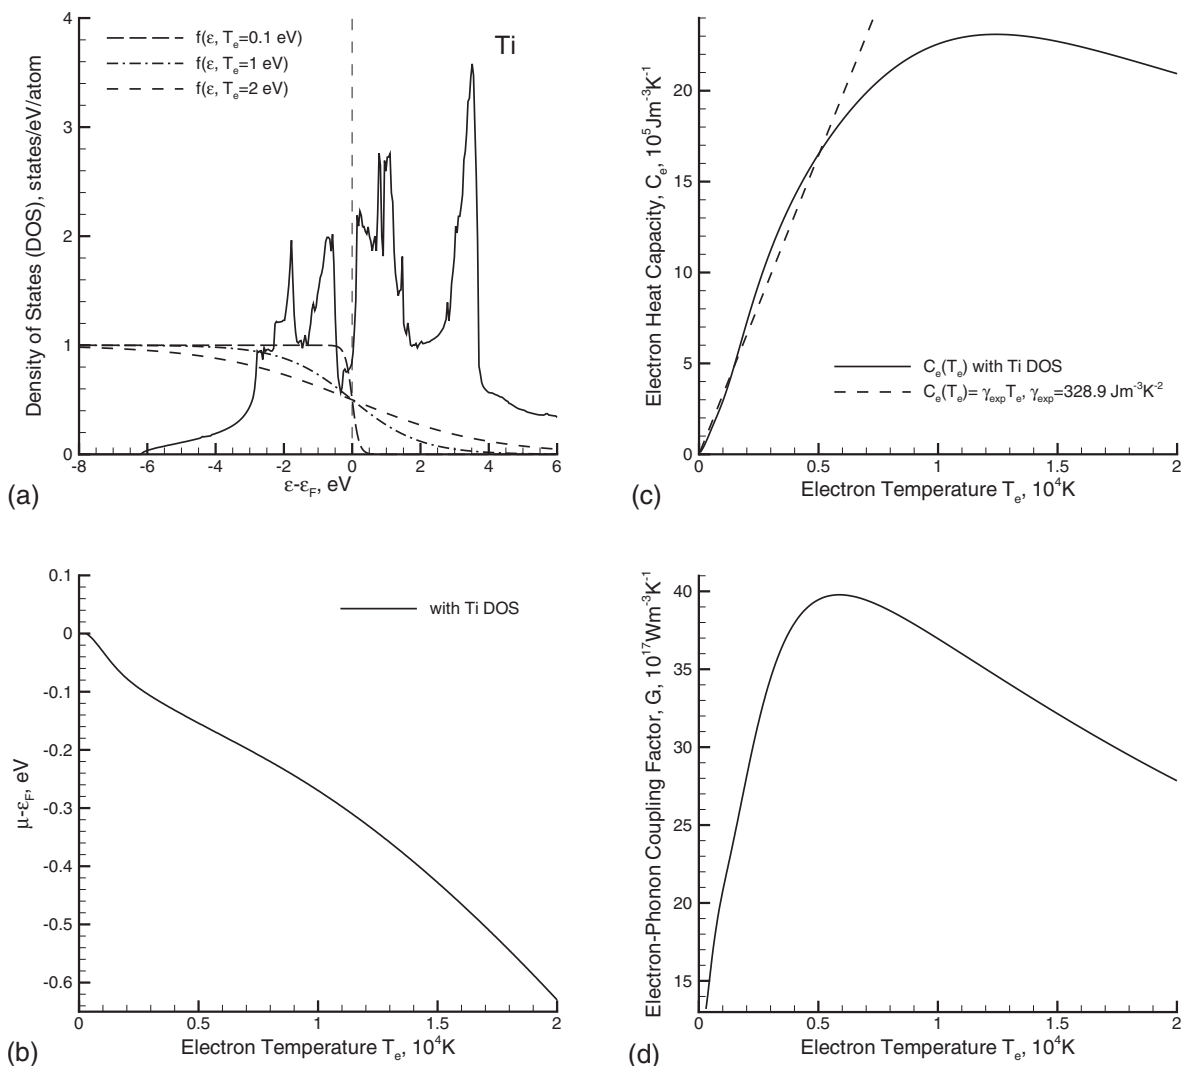 4
3
2
1
0
Density of States (DOS), states/eV/atom
f(ε, Tₑ=0.1 eV)
f(ε, Tₑ=1 eV)
f(ε, Tₑ=2 eV)
Ti
-8 -6 -4 -2 0 2 4 6
ε-ε_F, eV
(a)
20
15
10
5
0
Electron Heat Capacity, Cₑ, 10⁵Jm⁻³K⁻¹
Cₑ(Tₑ) with Ti DOS
Cₑ(Tₑ)= γ_expTₑ, γ_exp=328.9 Jm⁻³K⁻²
0 0.5 1 1.5 2
Electron Temperature Tₑ, 10⁴K
(c)
0.1
0
-0.1
-0.2
-0.3
-0.4
-0.5
-0.6
μ-ε_F, eV
with Ti DOS
0 0.5 1 1.5 2
Electron Temperature Tₑ, 10⁴K
(b)
40
35
30
25
20
15
Electron-Phonon Coupling Factor, G, 10¹⁷Wm⁻³K⁻¹
0 0.5 1 1.5 2
Electron Temperature Tₑ, 10⁴K
(d)